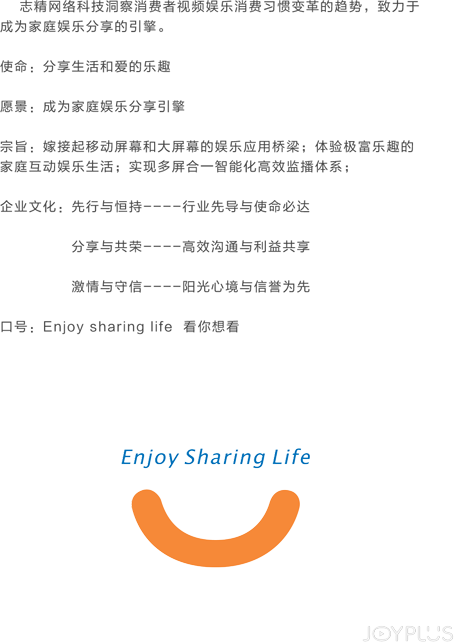 志精网络科技洞察消费者视频娱乐消费习惯变革的趋势，致力于
成为家庭娱乐分享的引擎。
使命：分享生活和爱的乐趣
愿景：成为家庭娱乐分享引擎
宗旨：嫁接起移动屏幕和大屏幕的娱乐应用桥梁；体验极富乐趣的
家庭互动娱乐生活；实现多屏合一智能化高效监播体系；
企业文化：先行与恒持----行业先导与使命必达
分享与共荣----高效沟通与利益共享
激情与守信----阳光心境与信誉为先
口号：Enjoy sharing life 看你想看
Enjoy Sharing Life
JOYPLUS